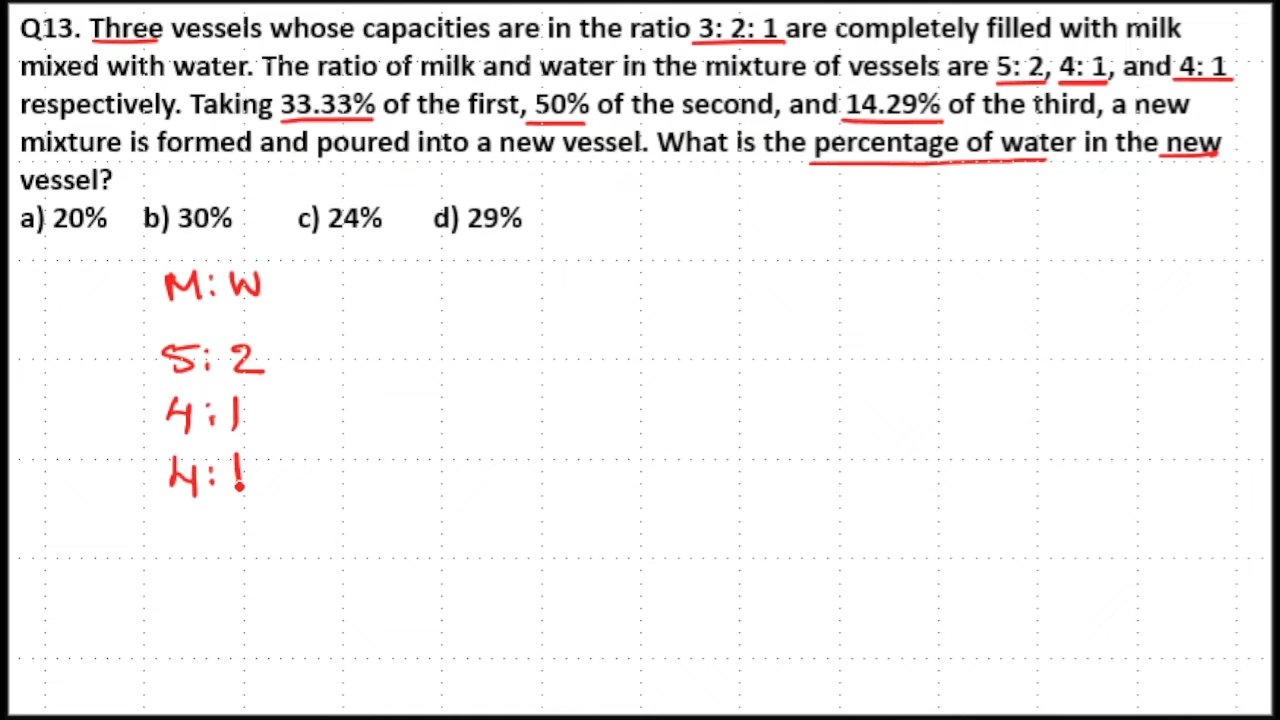 Q13. Three vessels whose capacities are in the ratio 3: 2: 1 are completely filled with milk
mixed with water. The ratio of milk and water in the mixture of vessels are 5: 2, 4: 1, and 4: 1
respectively. Taking 33.33% of the first, 50% of the second, and 14.29% of the third, a new
mixture is formed and poured into a new vessel. What is the percentage of water in the new
vessel?
a) 20% b) 30% c) 24% d) 29%
M: W
5: 2
4: 1
4: !